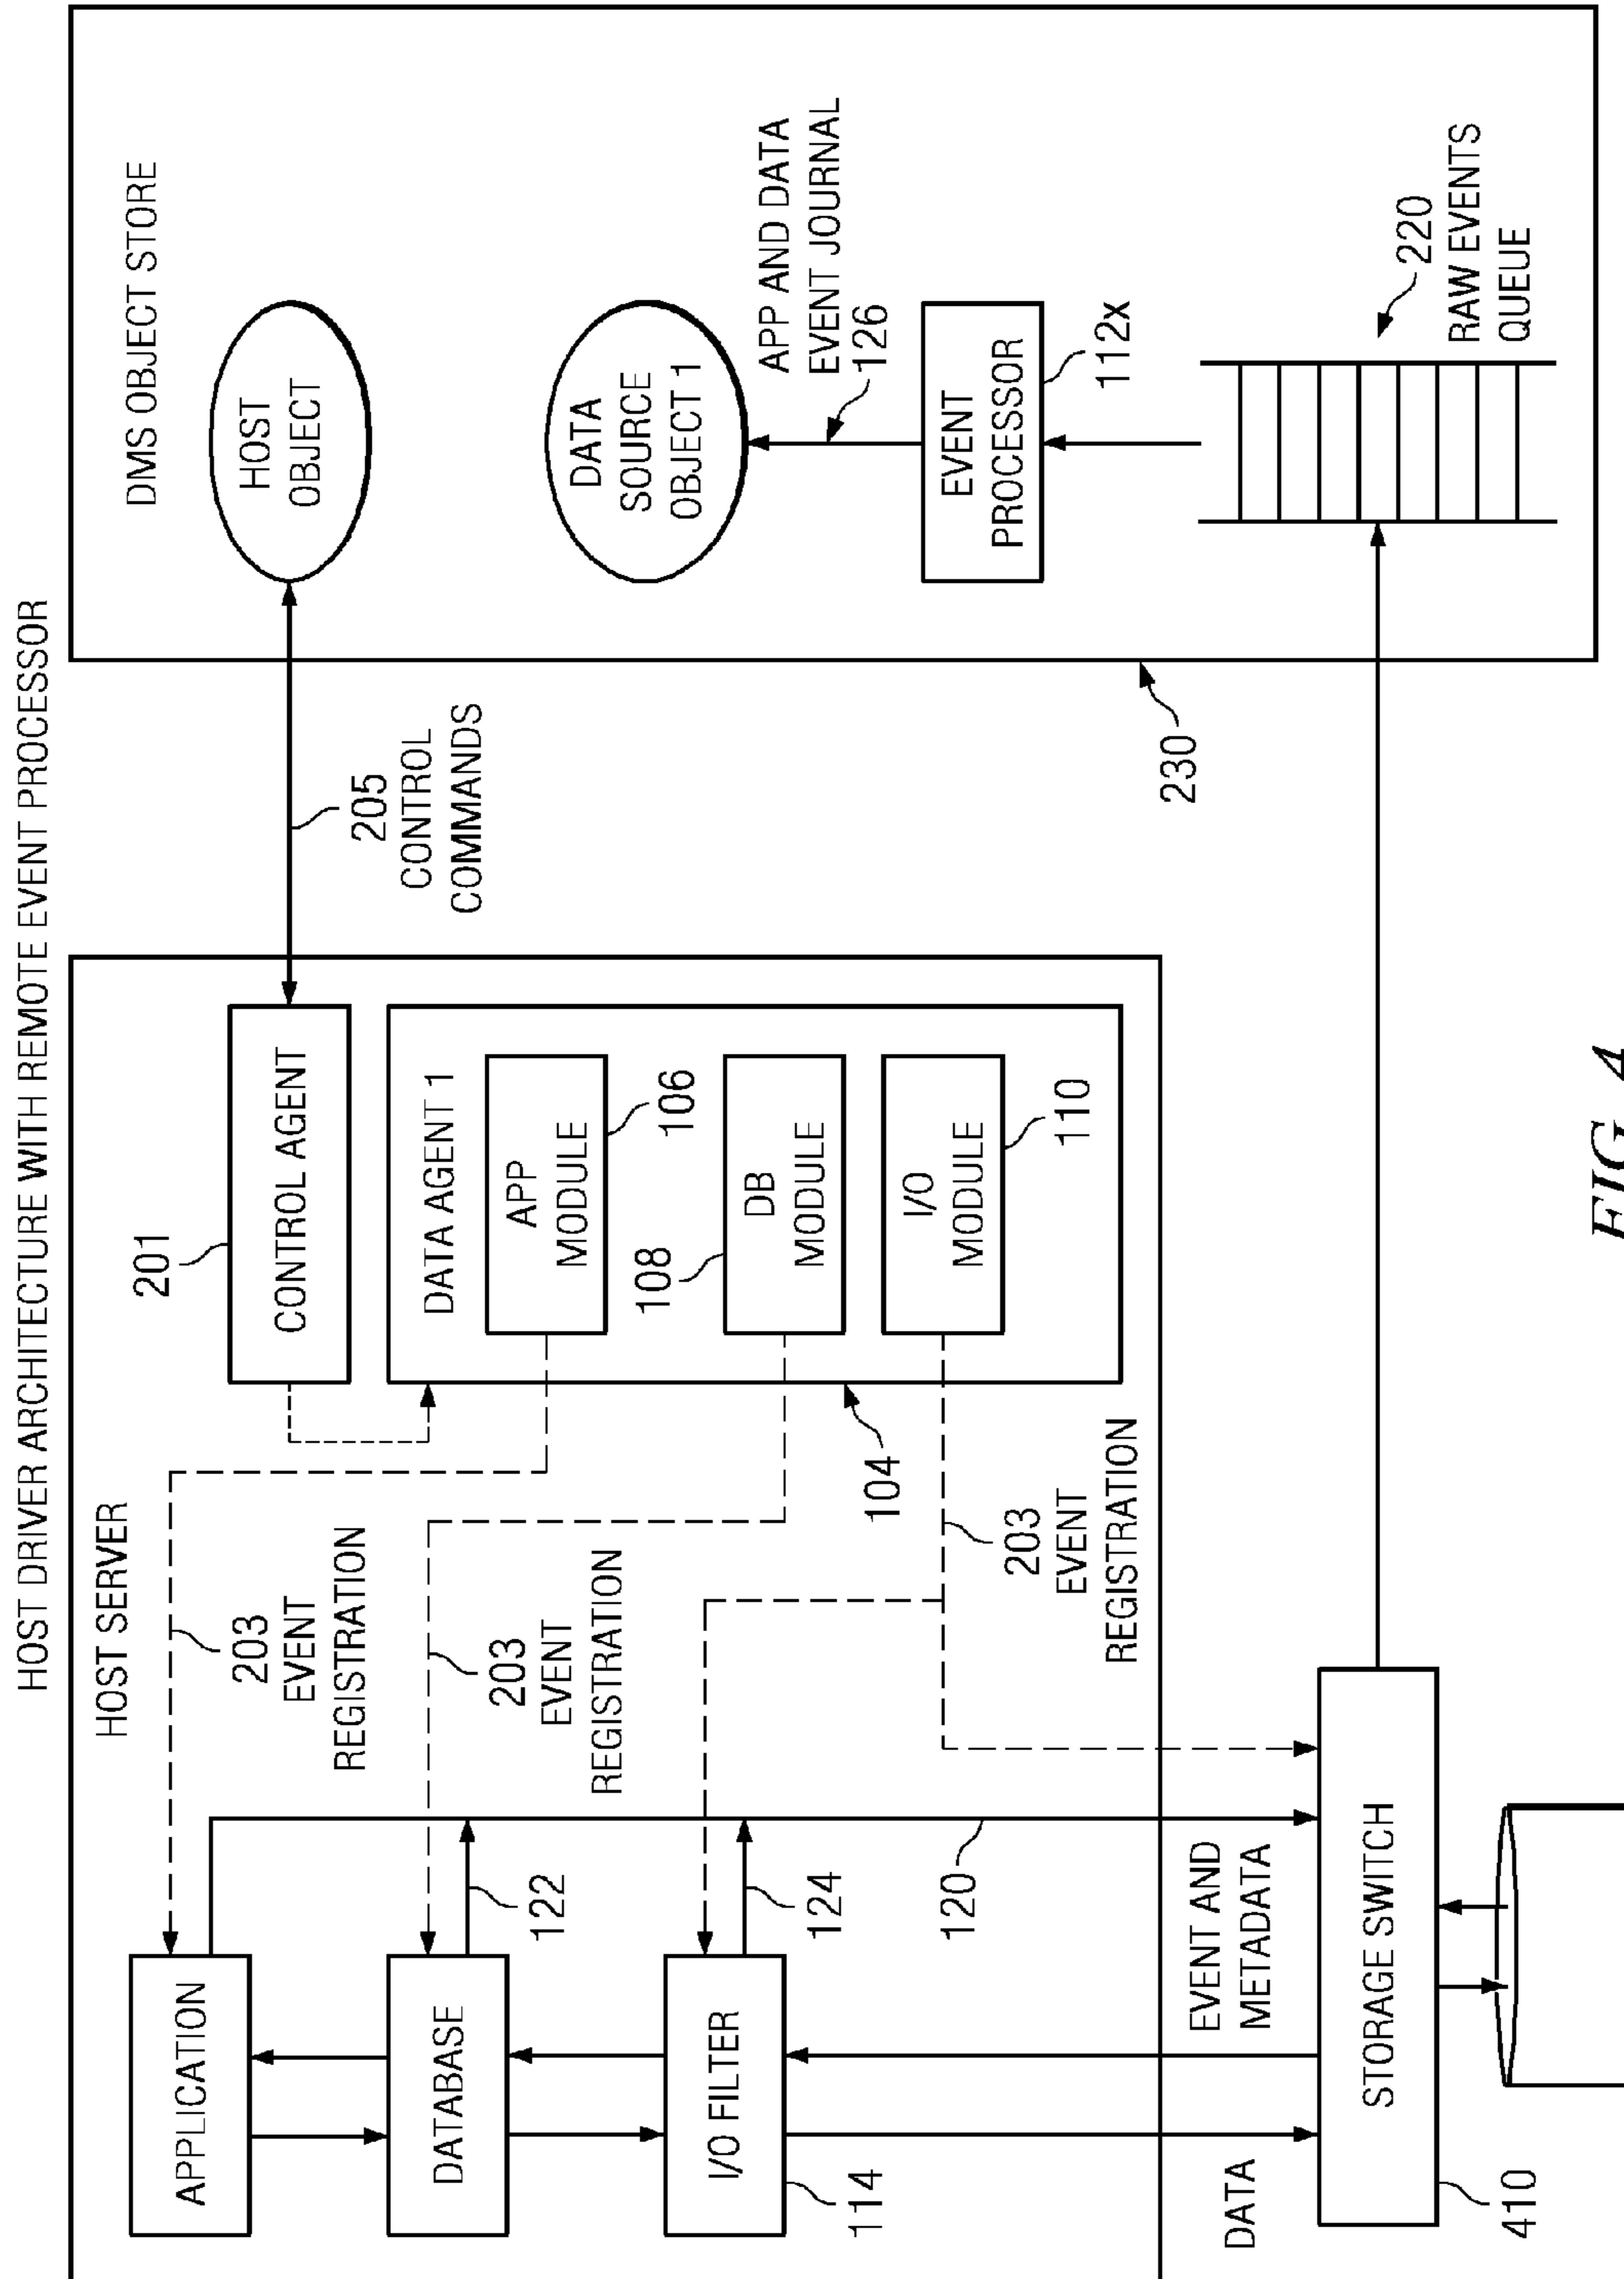 HOST DRIVER ARCHITECTURE WITH REMOTE EVENT PROCESSOR
HOST SERVER
APPLICATION
DATABASE
I/O FILTER
114
203
EVENT
REGISTRATION
203
EVENT
REGISTRATION
122
124
120
201
CONTROL AGENT
DATA AGENT 1
APP
MODULE
106
108
DB
MODULE
I/O
MODULE
110
104
203
EVENT
REGISTRATION
DATA
EVENT AND
METADATA
STORAGE SWITCH
410
205
CONTROL
COMMANDS
230
DMS OBJECT STORE
HOST
OBJECT
DATA
SOURCE
OBJECT 1
APP AND DATA
EVENT JOURNAL
126
EVENT
PROCESSOR
112x
220
RAW EVENTS
QUEUE
FIG. 4